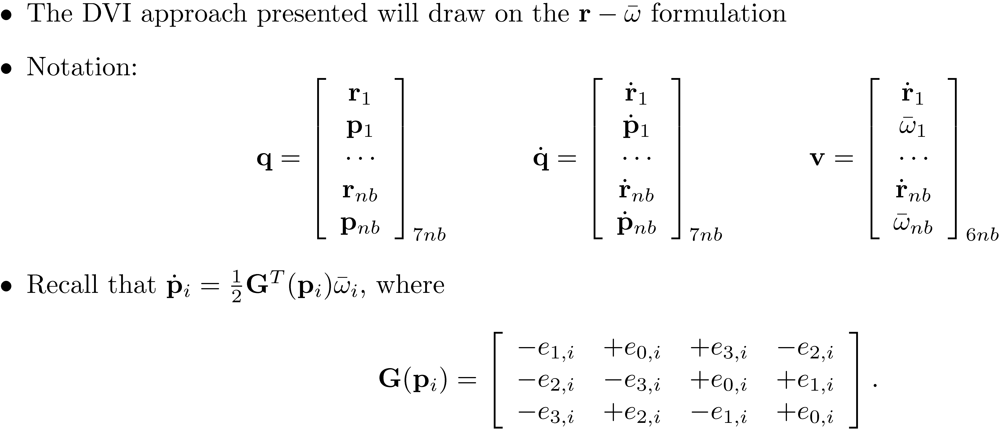 • The DVI approach presented will draw on the $\mathbf{r} - \bar{\omega}$ formulation
• Notation:
$\mathbf{q} = \begin{bmatrix} \mathbf{r}_1 \\ \mathbf{p}_1 \\ \cdots \\ \mathbf{r}_{nb} \\ \mathbf{p}_{nb} \end{bmatrix}_{7nb} \quad \dot{\mathbf{q}} = \begin{bmatrix} \dot{\mathbf{r}}_1 \\ \dot{\mathbf{p}}_1 \\ \cdots \\ \dot{\mathbf{r}}_{nb} \\ \dot{\mathbf{p}}_{nb} \end{bmatrix}_{7nb} \quad \mathbf{v} = \begin{bmatrix} \dot{\mathbf{r}}_1 \\ \bar{\omega}_1 \\ \cdots \\ \dot{\mathbf{r}}_{nb} \\ \bar{\omega}_{nb} \end{bmatrix}_{6nb}$
• Recall that $\dot{\mathbf{p}}_i = \frac{1}{2}\mathbf{G}^T(\mathbf{p}_i)\bar{\omega}_i$, where
$\mathbf{G}(\mathbf{p}_i) = \begin{bmatrix} -e_{1,i} & +e_{0,i} & +e_{3,i} & -e_{2,i} \\ -e_{2,i} & -e_{3,i} & +e_{0,i} & +e_{1,i} \\ -e_{3,i} & +e_{2,i} & -e_{1,i} & +e_{0,i} \end{bmatrix}.$